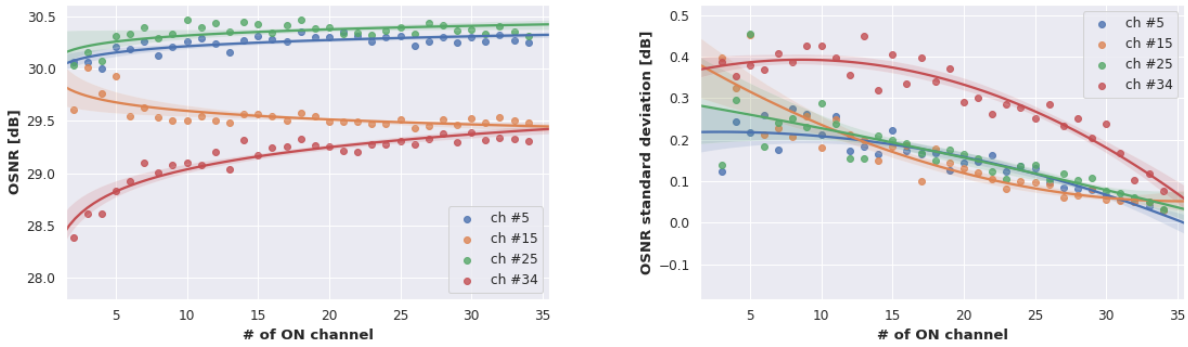 30.5
30.0
29.5
29.0
28.5
28.0
OSNR [dB]
5 10 15 20 25 30 35
# of ON channel
ch #5
ch #15
ch #25
ch #34
0.5
0.4
0.3
0.2
0.1
0.0
−0.1
OSNR standard deviation [dB]
5 10 15 20 25 30 35
# of ON channel
ch #5
ch #15
ch #25
ch #34